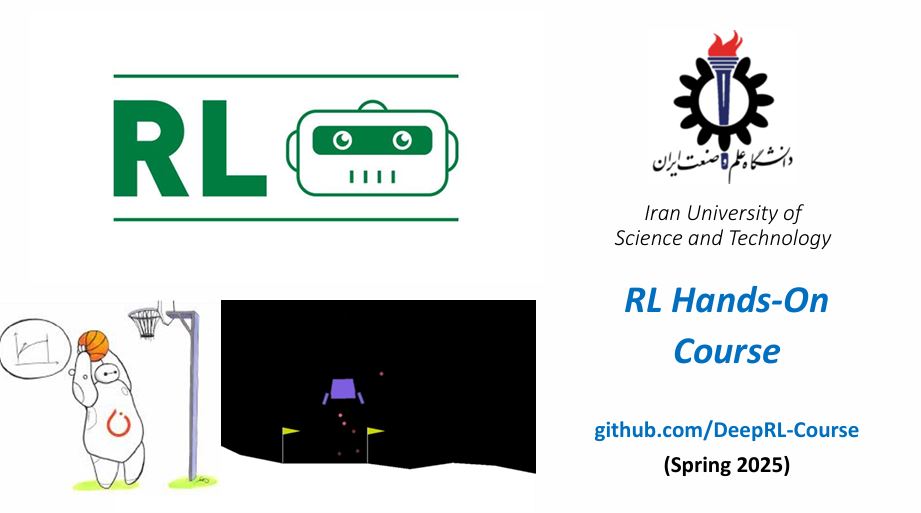 RL
دانشگاه علم و صنعت ایران
Iran University of
Science and Technology
RL Hands-On
Course
github.com/DeepRL-Course
(Spring 2025)